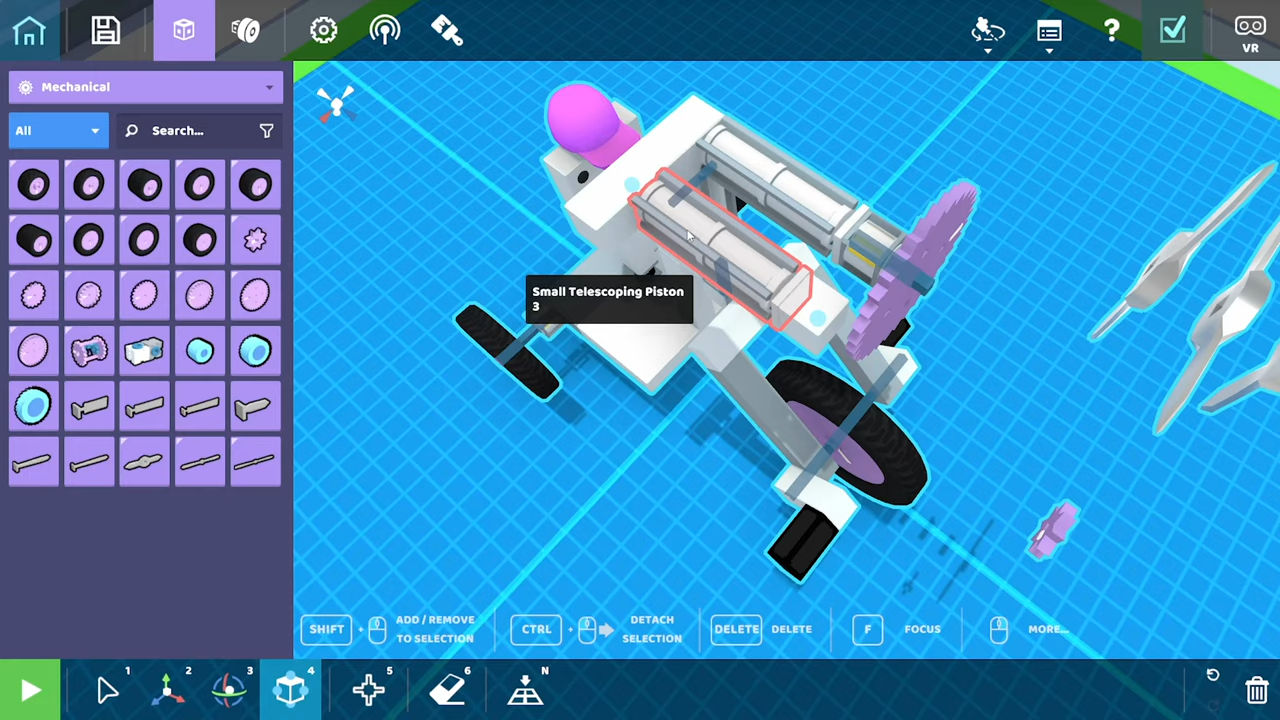 VR
Mechanical
All
Search...
Small Telescoping Piston
3
SHIFT + ADD / REMOVE
TO SELECTION
CTRL + DETACH
SELECTION
DELETE DELETE
F FOCUS
MORE...
1 2 3 4 5 6 N